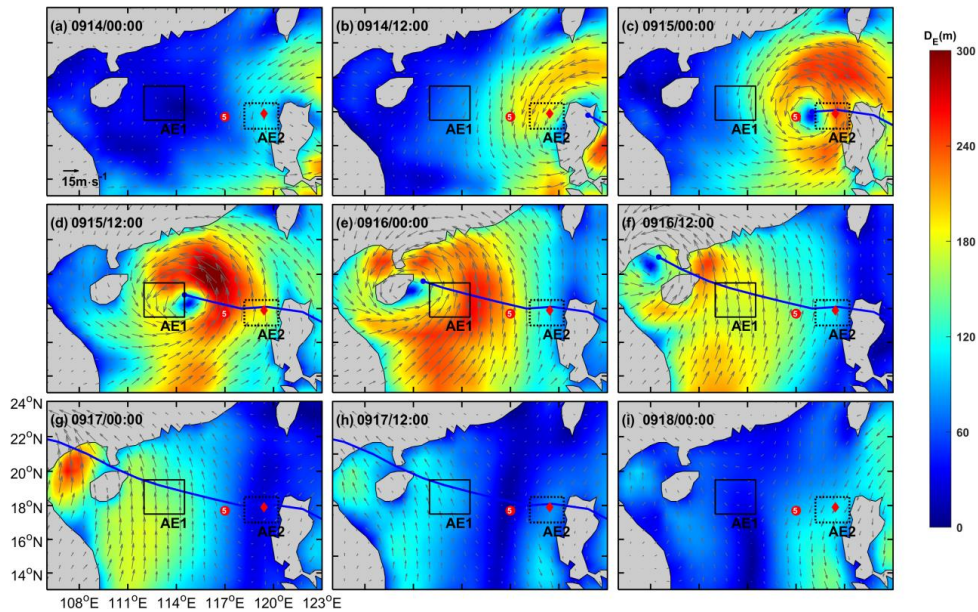 (a) 0914/00:00
AE1
5
AE2
15m·s⁻¹
(b) 0914/12:00
AE1
5
AE2
(c) 0915/00:00
AE1
5
AE2
D_E(m)
300
240
180
120
60
0
(d) 0915/12:00
AE1
5
AE2
(e) 0916/00:00
AE1
5
AE2
(f) 0916/12:00
AE1
5
AE2
24°N
22°N
20°N
18°N
16°N
14°N
(g) 0917/00:00
AE1
5
AE2
(h) 0917/12:00
AE1
5
AE2
(i) 0918/00:00
AE1
5
AE2
108°E 111°E 114°E 117°E 120°E 123°E